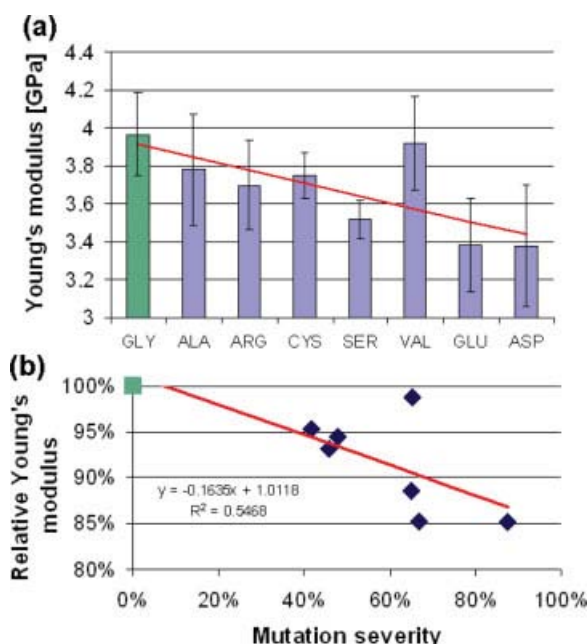 (a)
Young's modulus [GPa]
4.4
4.2
4
3.8
3.6
3.4
3.2
3
GLY ALA ARG CYS SER VAL GLU ASP
(b)
Relative Young's
modulus
100%
95%
90%
85%
80%
y = -0.1635x + 1.0118
R² = 0.5468
0% 20% 40% 60% 80% 100%
Mutation severity